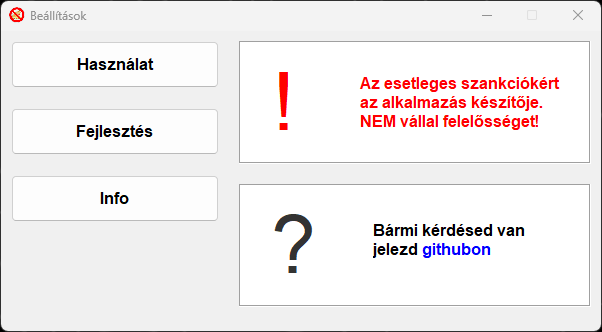 Beállítások
Használat
Fejlesztés
Info
!
Az esetleges szankciókért
az alkalmazás készítője.
NEM vállal felelősséget!
?
Bármi kérdésed van
jelezd githubon